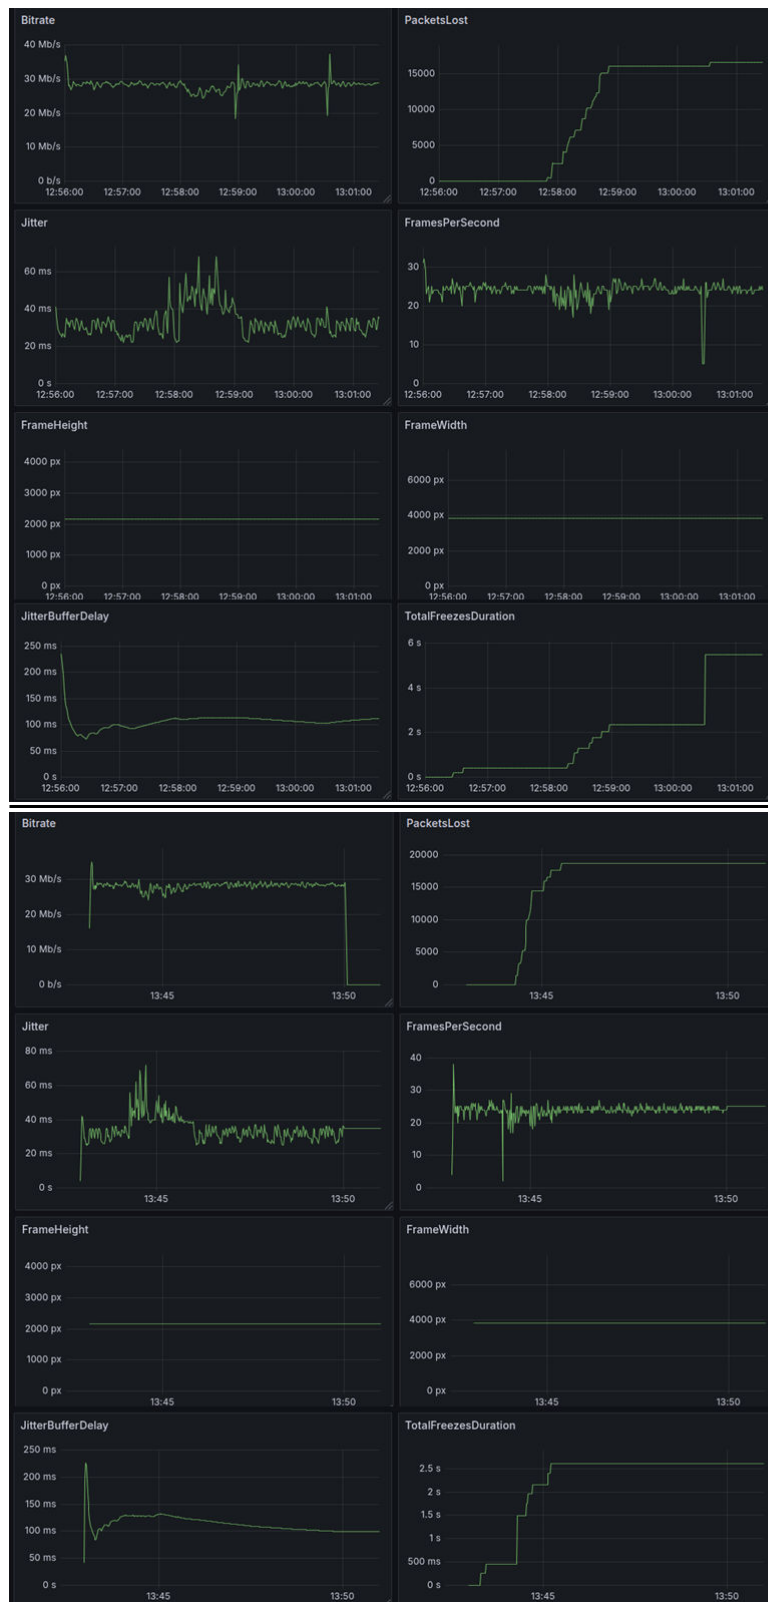 Bitrate
40 Mb/s
30 Mb/s
20 Mb/s
10 Mb/s
0 b/s
12:56:00 12:57:00 12:58:00 12:59:00 13:00:00 13:01:00
PacketsLost
15000
10000
5000
0
12:56:00 12:57:00 12:58:00 12:59:00 13:00:00 13:01:00
Jitter
60 ms
40 ms
20 ms
0 s
12:56:00 12:57:00 12:58:00 12:59:00 13:00:00 13:01:00
FramesPerSecond
30
20
10
0
12:56:00 12:57:00 12:58:00 12:59:00 13:00:00 13:01:00
FrameHeight
4000 px
3000 px
2000 px
1000 px
0 px
12:56:00 12:57:00 12:58:00 12:59:00 13:00:00 13:01:00
FrameWidth
6000 px
4000 px
2000 px
0 px
12:56:00 12:57:00 12:58:00 12:59:00 13:00:00 13:01:00
JitterBufferDelay
250 ms
200 ms
150 ms
100 ms
50 ms
0 s
12:56:00 12:57:00 12:58:00 12:59:00 13:00:00 13:01:00
TotalFreezesDuration
6 s
4 s
2 s
0 s
12:56:00 12:57:00 12:58:00 12:59:00 13:00:00 13:01:00
Bitrate
30 Mb/s
20 Mb/s
10 Mb/s
0 b/s
13:45 13:50
PacketsLost
20000
15000
10000
5000
0
13:45 13:50
Jitter
80 ms
60 ms
40 ms
20 ms
0 s
13:45 13:50
FramesPerSecond
40
30
20
10
0
13:45 13:50
FrameHeight
4000 px
3000 px
2000 px
1000 px
0 px
13:45 13:50
FrameWidth
6000 px
4000 px
2000 px
0 px
13:45 13:50
JitterBufferDelay
250 ms
200 ms
150 ms
100 ms
50 ms
0 s
13:45 13:50
TotalFreezesDuration
2.5 s
2 s
1.5 s
1 s
500 ms
0 s
13:45 13:50